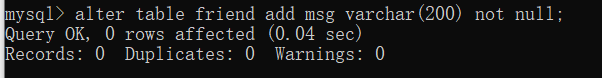 mysql> alter table friend add msg varchar(200) not null;
Query OK, 0 rows affected (0.04 sec)
Records: 0  Duplicates: 0  Warnings: 0